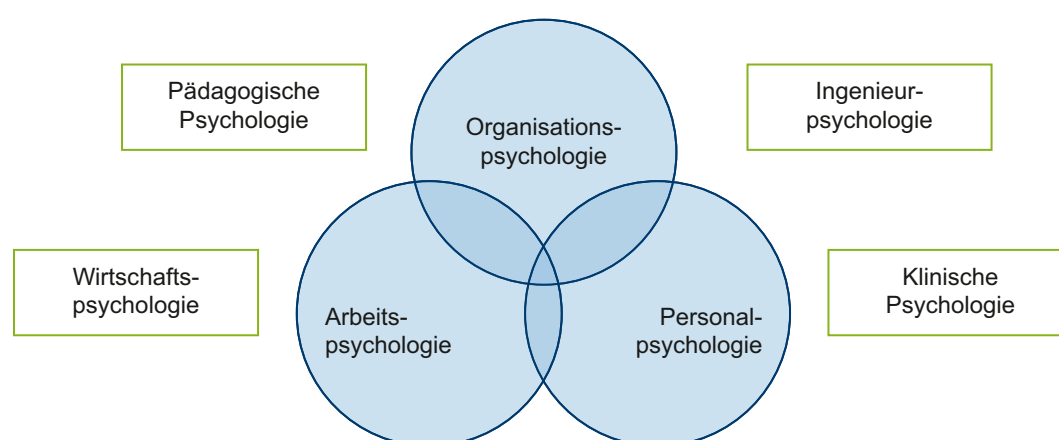 Pädagogische
Psychologie
Organisations-
psychologie
Ingenieur-
psychologie
Wirtschafts-
psychologie
Arbeits-
psychologie
Personal-
psychologie
Klinische
Psychologie